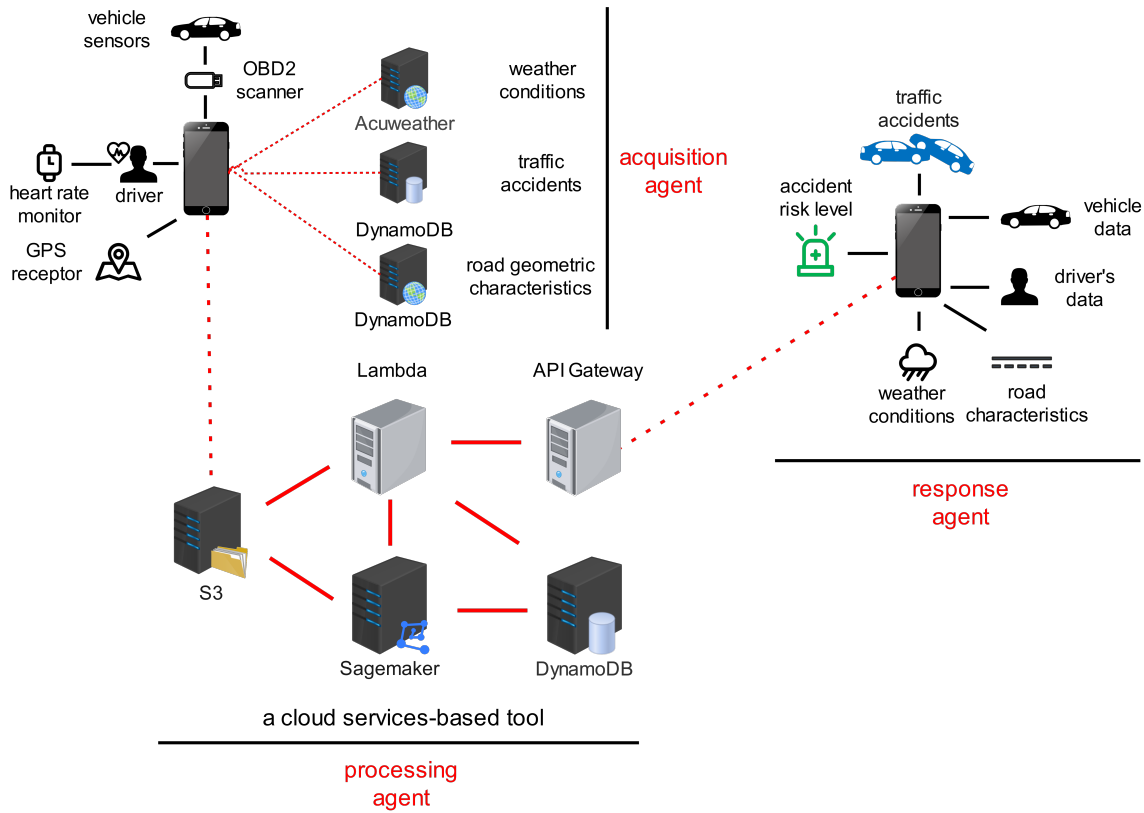 vehicle
sensors
OBD2
scanner
heart rate
monitor
driver
GPS
receptor
Acuweather
weather
conditions
DynamoDB
traffic
accidents
DynamoDB
road geometric
characteristics
acquisition
agent
traffic
accidents
accident
risk level
vehicle
data
driver's
data
weather
conditions
road
characteristics
response
agent
Lambda
API Gateway
S3
Sagemaker
DynamoDB
a cloud services-based tool
processing
agent